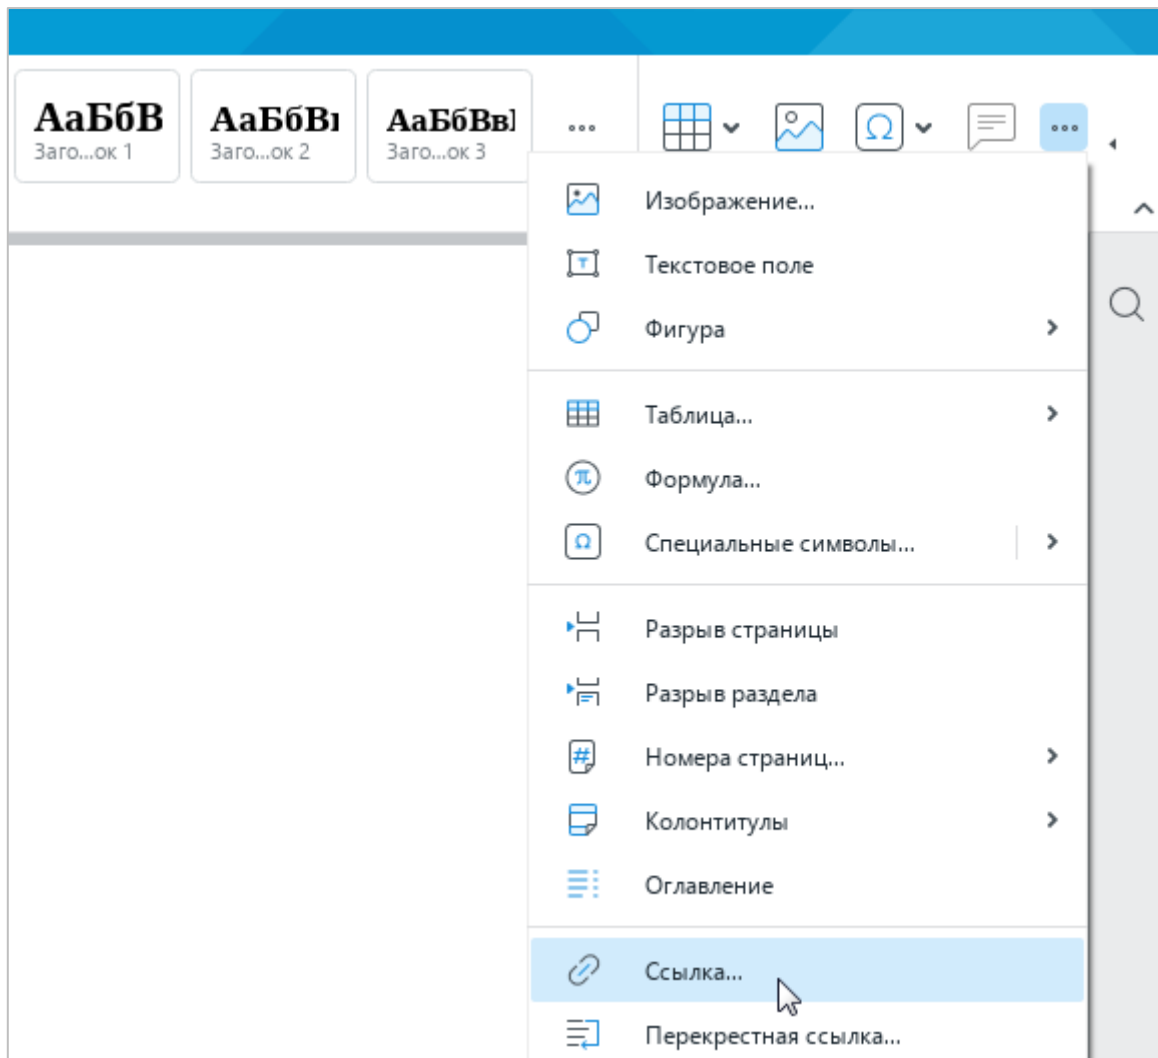 АаБбВ АаБбВı АаБбВвl
Заго...ок 1 Заго...ок 2 Заго...ок 3
Изображение...
Текстовое поле
Фигура
Таблица...
Формула...
Специальные символы...
Разрыв страницы
Разрыв раздела
Номера страниц...
Колонтитулы
Оглавление
Ссылка...
Перекрестная ссылка...